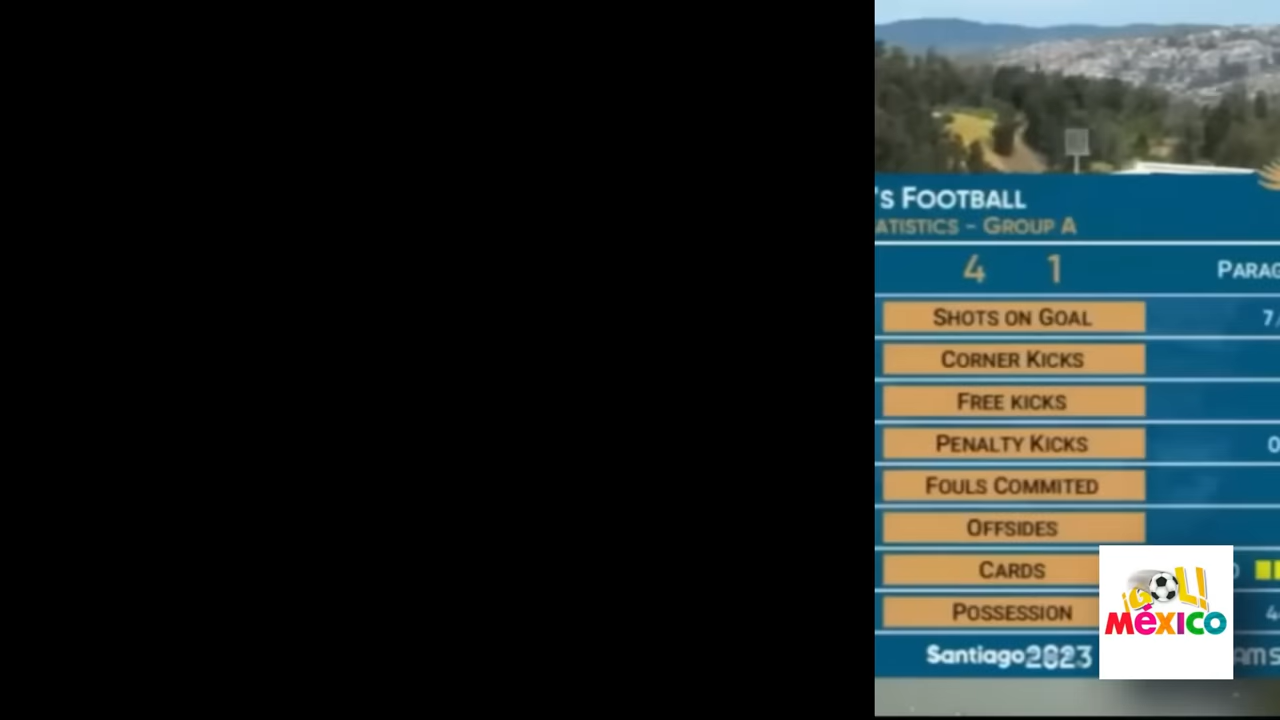 'S FOOTBALL
ATISTICS - GROUP A
4 1 PARAG
SHOTS ON GOAL 7
CORNER KICKS
FREE KICKS
PENALTY KICKS 0
FOULS COMMITED
OFFSIDES
CARDS
POSSESSION 4
¡GOL!
México
Santiago2023
AM S